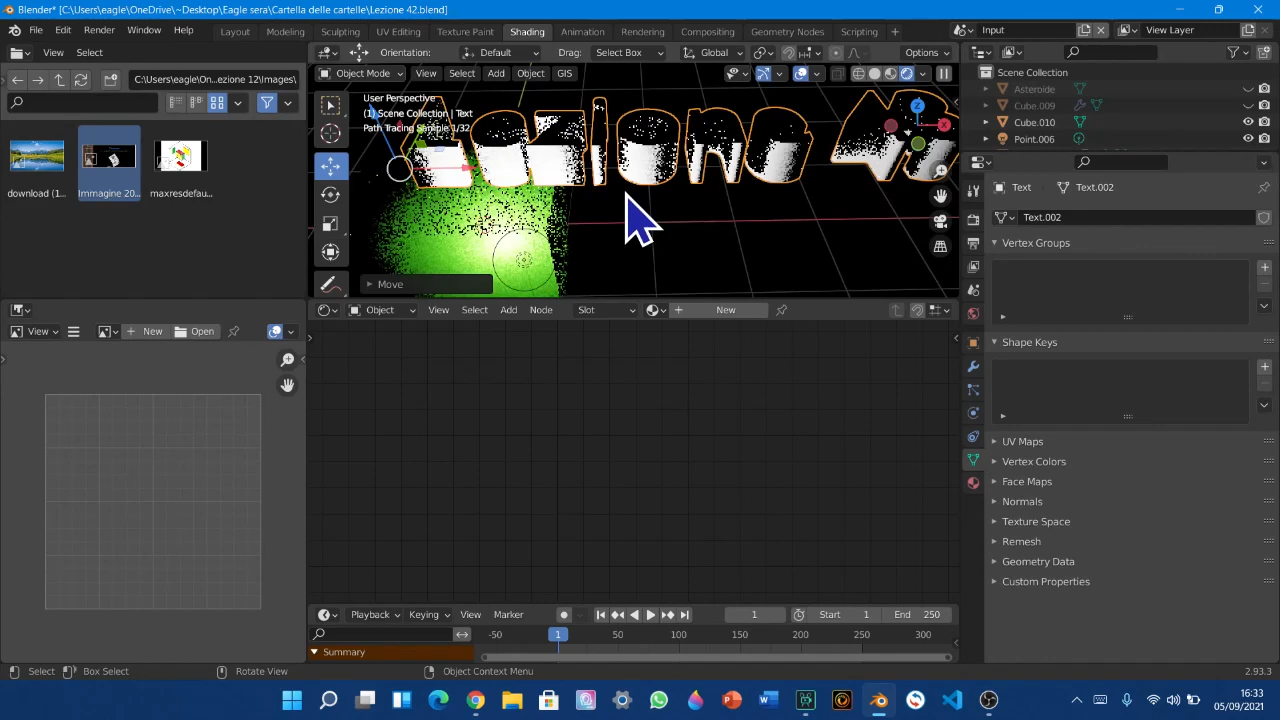 Blender* [C:\Users\eagle\OneDrive\~Desktop\Eagle sera\Cartella delle cartelle\Lezione 42.blend]
File Edit Render Window Help Layout Modeling Sculpting UV Editing Texture Paint Shading Animation Rendering Compositing Geometry Nodes Scripting Input View Layer
View Select Orientation: Default Drag: Select Box Global Options
C:\Users\eagle\On...ezione 12\Images\ Object Mode View Select Add Object GIS Scene Collection
Asteroide
User Perspective
(1) Scene Collection | Text Cube.009
Path Tracing Sample 1/32 Cube.010
Point.006
Lezione 42
Z X
download (1... Immagine 20... maxresdefau...
Text Text.002
Text.002
Vertex Groups
Move
View New Open Object View Select Add Node Slot New
Shape Keys
UV Maps
Vertex Colors
Face Maps
Normals
Texture Space
Remesh
Geometry Data
Custom Properties
Playback Keying View Marker 1 Start 1 End 250
-50 1 50 100 150 200 250 300
Summary
Select Box Select Rotate View Object Context Menu 2.93.3
16:33
05/09/2021